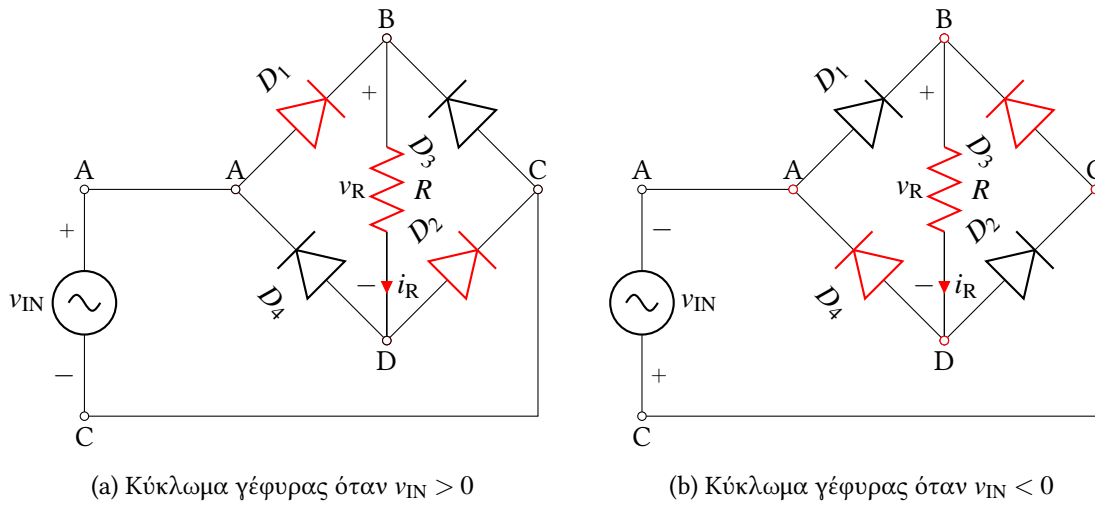 B
D1
+
D3
A
A
vR
R
C
+
D2
vIN
−
iR
D4
D
−
C
(a) Κύκλωμα γέφυρας όταν vIN > 0
B
D1
+
D3
A
A
vR
R
C
−
D2
vIN
−
iR
D4
D
+
C
(b) Κύκλωμα γέφυρας όταν vIN < 0